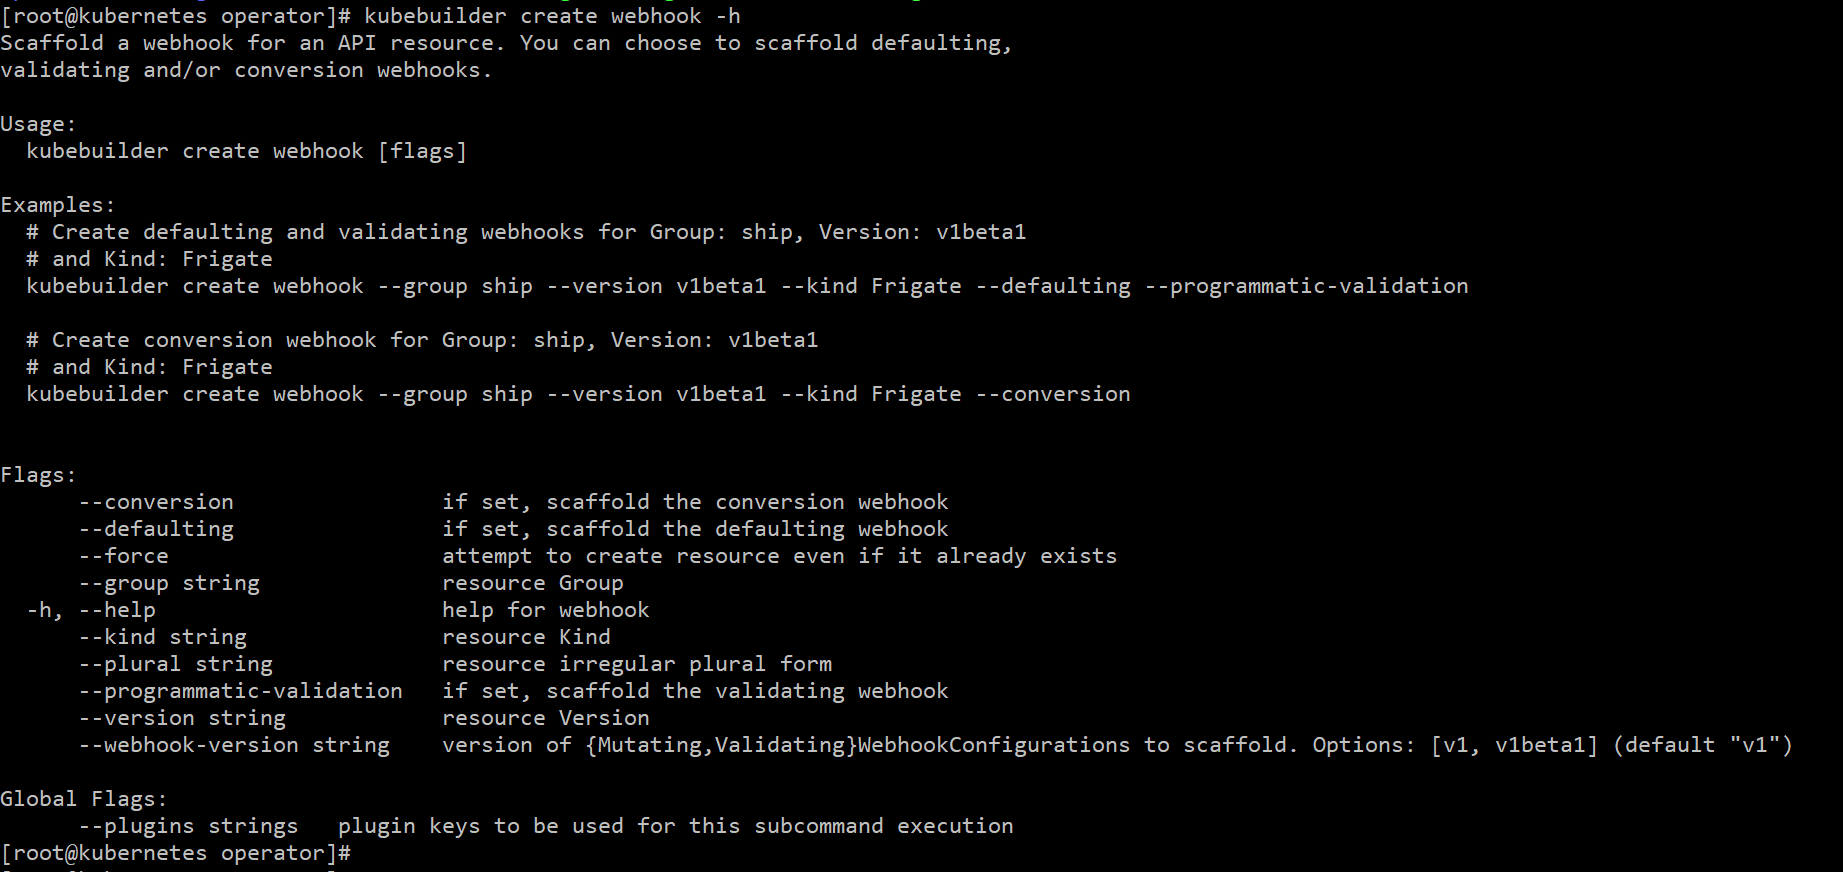 [root@kubernetes operator]# kubebuilder create webhook -h
Scaffold a webhook for an API resource. You can choose to scaffold defaulting,
validating and/or conversion webhooks.

Usage:
  kubebuilder create webhook [flags]

Examples:
  # Create defaulting and validating webhooks for Group: ship, Version: v1beta1
  # and Kind: Frigate
  kubebuilder create webhook --group ship --version v1beta1 --kind Frigate --defaulting --programmatic-validation

  # Create conversion webhook for Group: ship, Version: v1beta1
  # and Kind: Frigate
  kubebuilder create webhook --group ship --version v1beta1 --kind Frigate --conversion


Flags:
      --conversion                if set, scaffold the conversion webhook
      --defaulting                if set, scaffold the defaulting webhook
      --force                     attempt to create resource even if it already exists
      --group string              resource Group
  -h, --help                      help for webhook
      --kind string               resource Kind
      --plural string             resource irregular plural form
      --programmatic-validation   if set, scaffold the validating webhook
      --version string            resource Version
      --webhook-version string    version of {Mutating,Validating}WebhookConfigurations to scaffold. Options: [v1, v1beta1] (default "v1")

Global Flags:
      --plugins strings   plugin keys to be used for this subcommand execution
[root@kubernetes operator]#